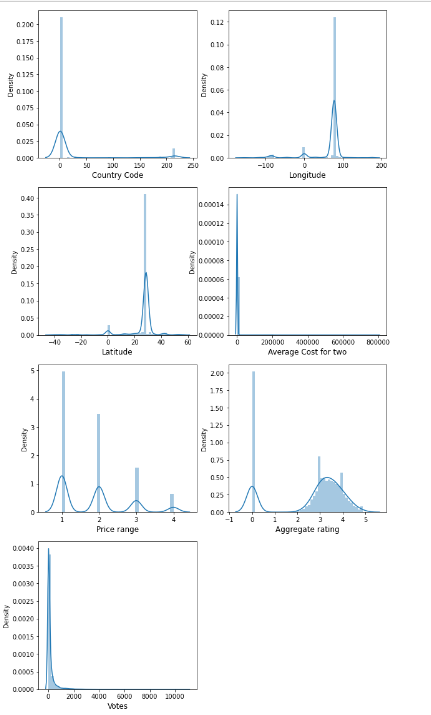 0.200
0.175
0.150
0.125
0.100
0.075
0.050
0.025
0.000
Density
0 50 100 150 200 250
Country Code
0.12
0.10
0.08
0.06
0.04
0.02
0.00
Density
−100 0 100 200
Longitude
0.40
0.35
0.30
0.25
0.20
0.15
0.10
0.05
0.00
Density
−40 −20 0 20 40 60
Latitude
0.00014
0.00012
0.00010
0.00008
0.00006
0.00004
0.00002
0.00000
Density
0 200000 400000 600000 800000
Average Cost for two
5
4
3
2
1
0
Density
1 2 3 4
Price range
2.00
1.75
1.50
1.25
1.00
0.75
0.50
0.25
0.00
Density
−1 0 1 2 3 4 5
Aggregate rating
0.0040
0.0035
0.0030
0.0025
0.0020
0.0015
0.0010
0.0005
0.0000
Density
0 2000 4000 6000 8000 10000
Votes